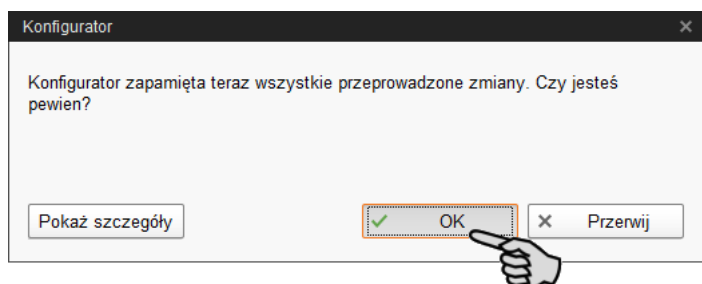 Konfigurator
Konfigurator zapamięta teraz wszystkie przeprowadzone zmiany. Czy jesteś
pewien?
Pokaż szczegóły OK Przerwij